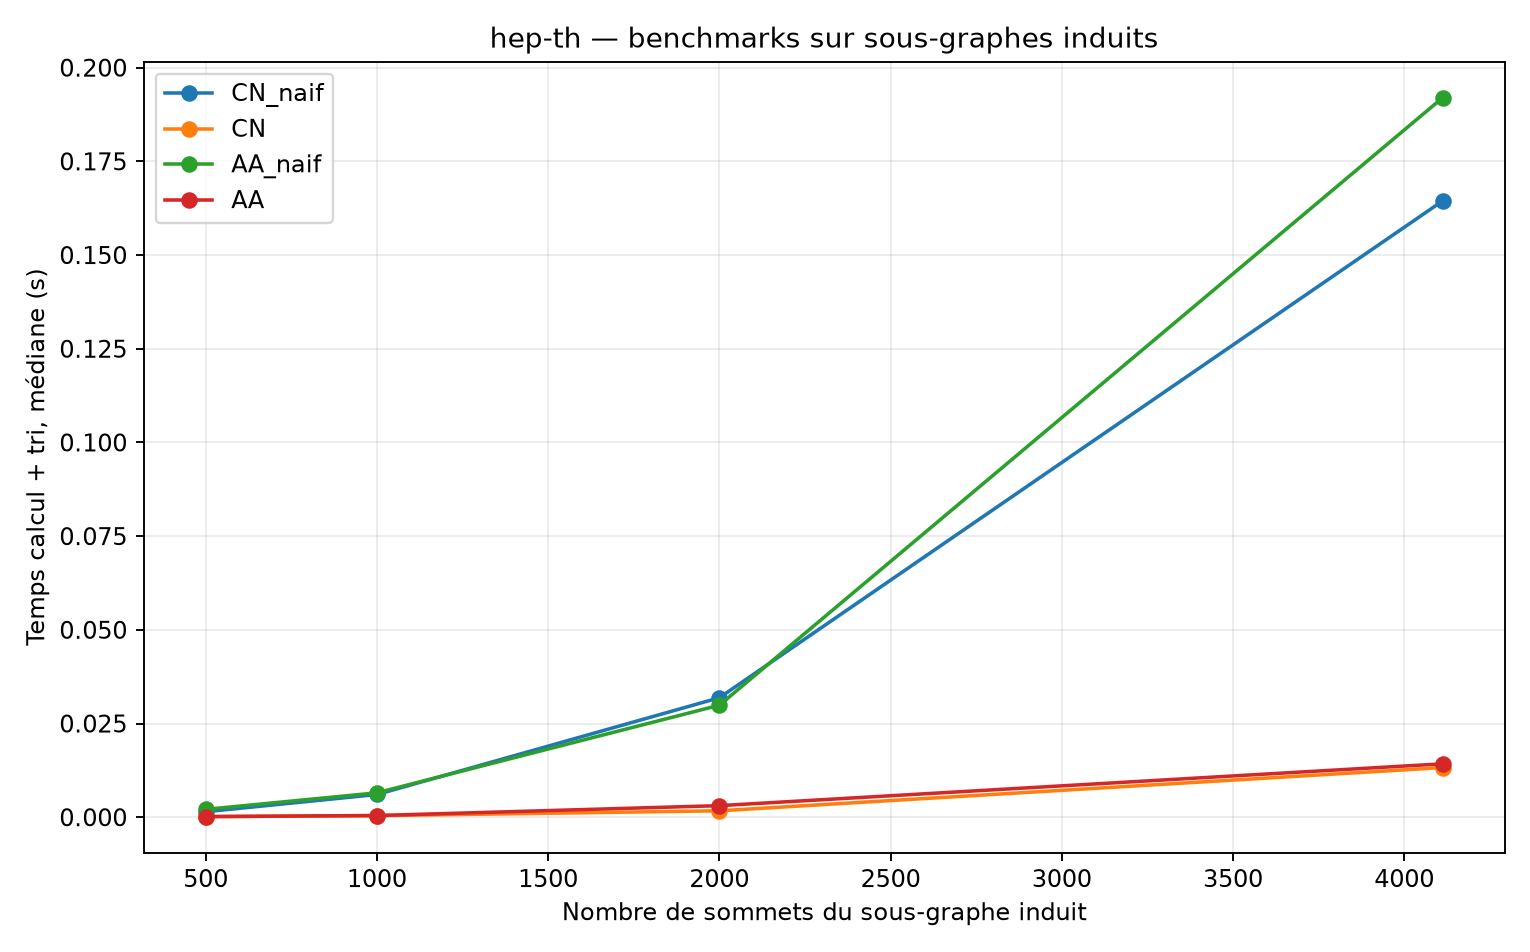 hep-th — benchmarks sur sous-graphes induits
CN_naif
CN
AA_naif
AA
Temps calcul + tri, médiane (s)
0.200
0.175
0.150
0.125
0.100
0.075
0.050
0.025
0.000
500 1000 1500 2000 2500 3000 3500 4000
Nombre de sommets du sous-graphe induit